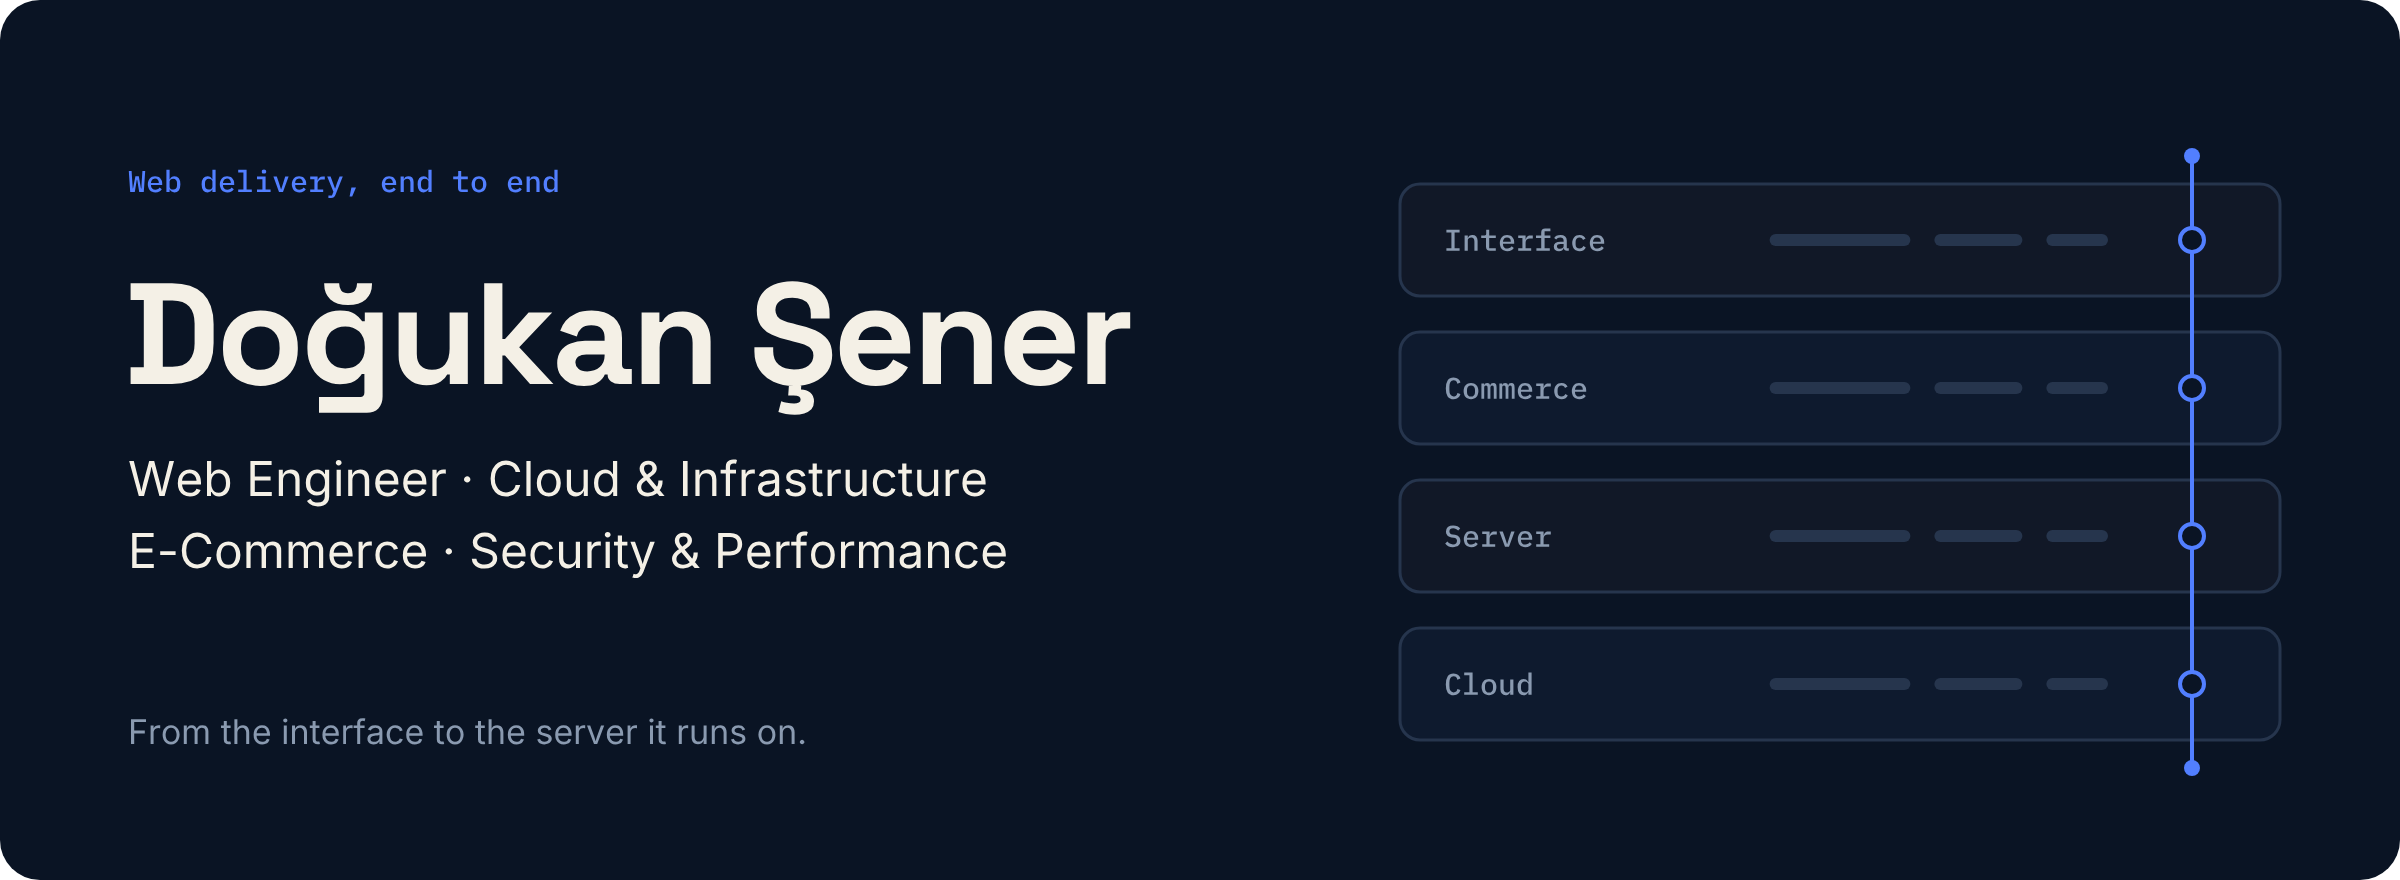 Web delivery, end to end
Doğukan Şener
Web Engineer · Cloud & Infrastructure
E-Commerce · Security & Performance
From the interface to the server it runs on.
Interface
Commerce
Server
Cloud